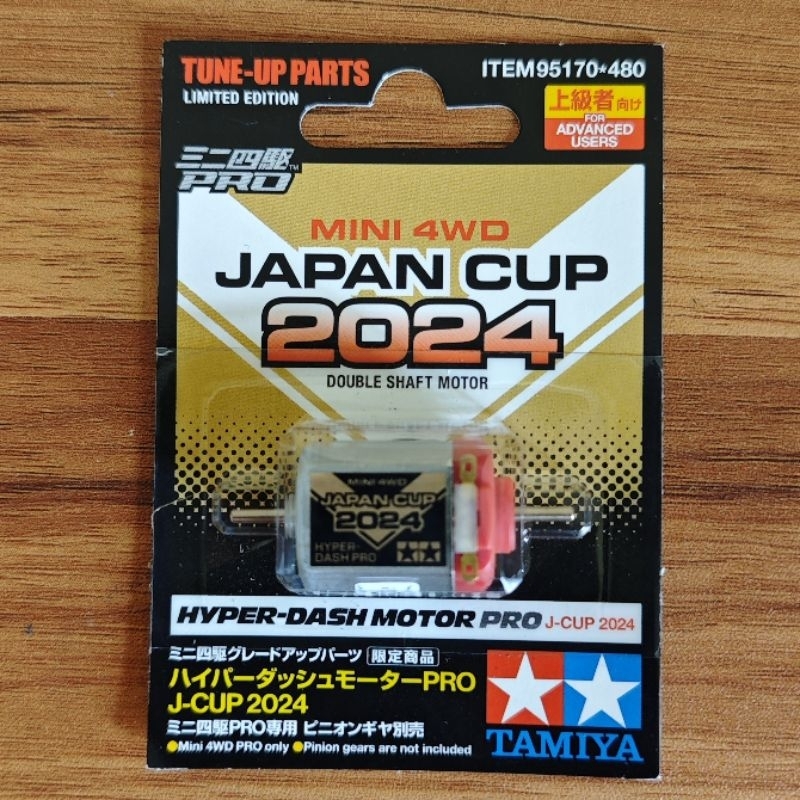 TUNE-UP PARTS
LIMITED EDITION
ITEM 95170*480
上級者向け
FOR
ADVANCED
USERS
ミニ四駆™
PRO
MINI 4WD
JAPAN CUP
2024
DOUBLE SHAFT MOTOR
MINI 4WD
JAPAN CUP
2024
HYPER-
DASH PRO
HYPER-DASH MOTOR PRO J-CUP 2024
ミニ四駆グレードアップパーツ 限定商品
ハイパーダッシュモーターPRO
J-CUP 2024
ミニ四駆PRO専用 ピニオンギヤ別売
●Mini 4WD PRO only ●Pinion gears are not included
TAMIYA